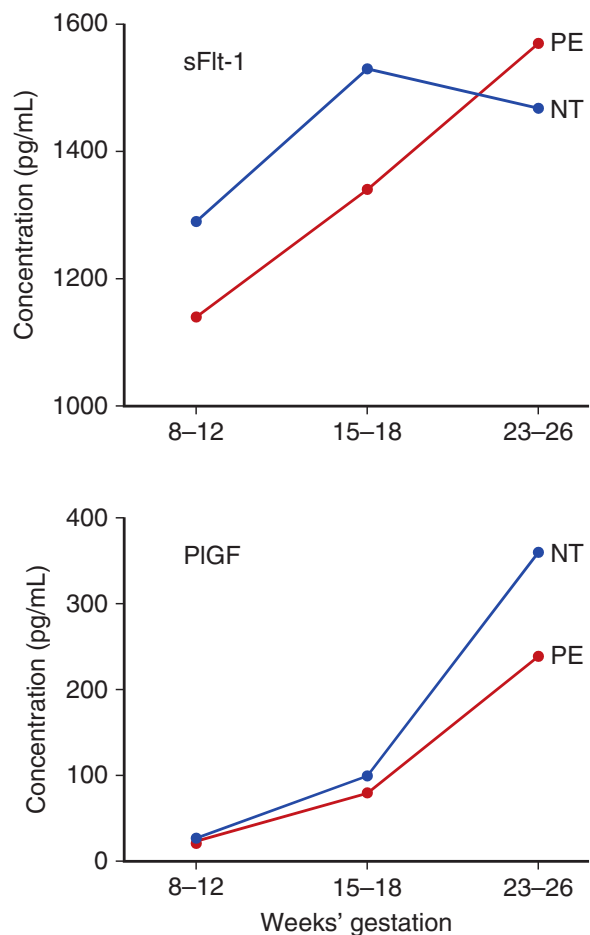 1600
PE
sFlt-1
1400
NT
Concentration (pg/mL)
1200
1000
8–12 15–18 23–26
400
PlGF
NT
300
PE
Concentration (pg/mL)
200
100
0
8–12 15–18 23–26
Weeks' gestation